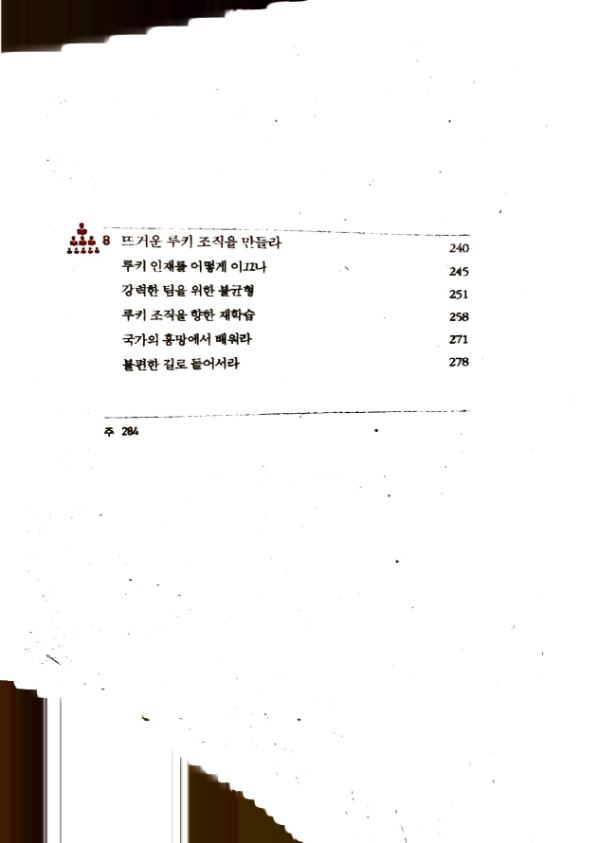 8 뜨거운 루키 조직을 만들라 240
루키 인재를 어떻게 이끄나 245
강력한 팀을 위한 불균형 251
루키 조직을 향한 재학습 258
국가의 흥망에서 배워라 271
불편한 길로 들어서라 278
주 284